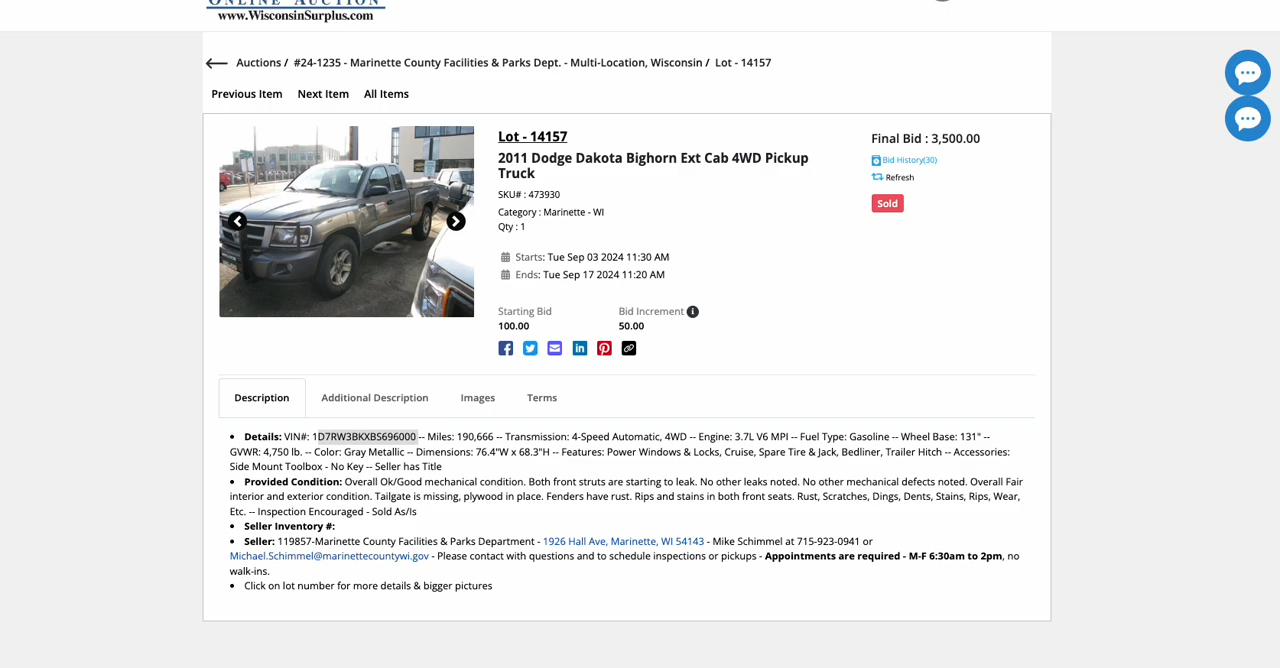 ONLINE AUCTION
www.WisconsinSurplus.com
Auctions / #24-1235 - Marinette County Facilities & Parks Dept. - Multi-Location, Wisconsin / Lot - 14157
Previous Item Next Item All Items
Lot - 14157
2011 Dodge Dakota Bighorn Ext Cab 4WD Pickup
Truck
SKU# : 473930
Category : Marinette - WI
Qty : 1
Starts: Tue Sep 03 2024 11:30 AM
Ends: Tue Sep 17 2024 11:20 AM
Starting Bid Bid Increment
100.00 50.00
Final Bid : 3,500.00
Bid History(30)
Refresh
Sold
Description Additional Description Images Terms
Details: VIN#: 1D7RW3BKXBS696000 -- Miles: 190,666 -- Transmission: 4-Speed Automatic, 4WD -- Engine: 3.7L V6 MPI -- Fuel Type: Gasoline -- Wheel Base: 131" --
GVWR: 4,750 lb. -- Color: Gray Metallic -- Dimensions: 76.4"W x 68.3"H -- Features: Power Windows & Locks, Cruise, Spare Tire & Jack, Bedliner, Trailer Hitch -- Accessories:
Side Mount Toolbox - No Key -- Seller has Title
Provided Condition: Overall Ok/Good mechanical condition. Both front struts are starting to leak. No other leaks noted. No other mechanical defects noted. Overall Fair
interior and exterior condition. Tailgate is missing, plywood in place. Fenders have rust. Rips and stains in both front seats. Rust, Scratches, Dings, Dents, Stains, Rips, Wear,
Etc. -- Inspection Encouraged - Sold As/Is
Seller Inventory #:
Seller: 119857-Marinette County Facilities & Parks Department - 1926 Hall Ave, Marinette, WI 54143 - Mike Schimmel at 715-923-0941 or
Michael.Schimmel@marinettecountywi.gov - Please contact with questions and to schedule inspections or pickups - Appointments are required - M-F 6:30am to 2pm, no
walk-ins.
Click on lot number for more details & bigger pictures